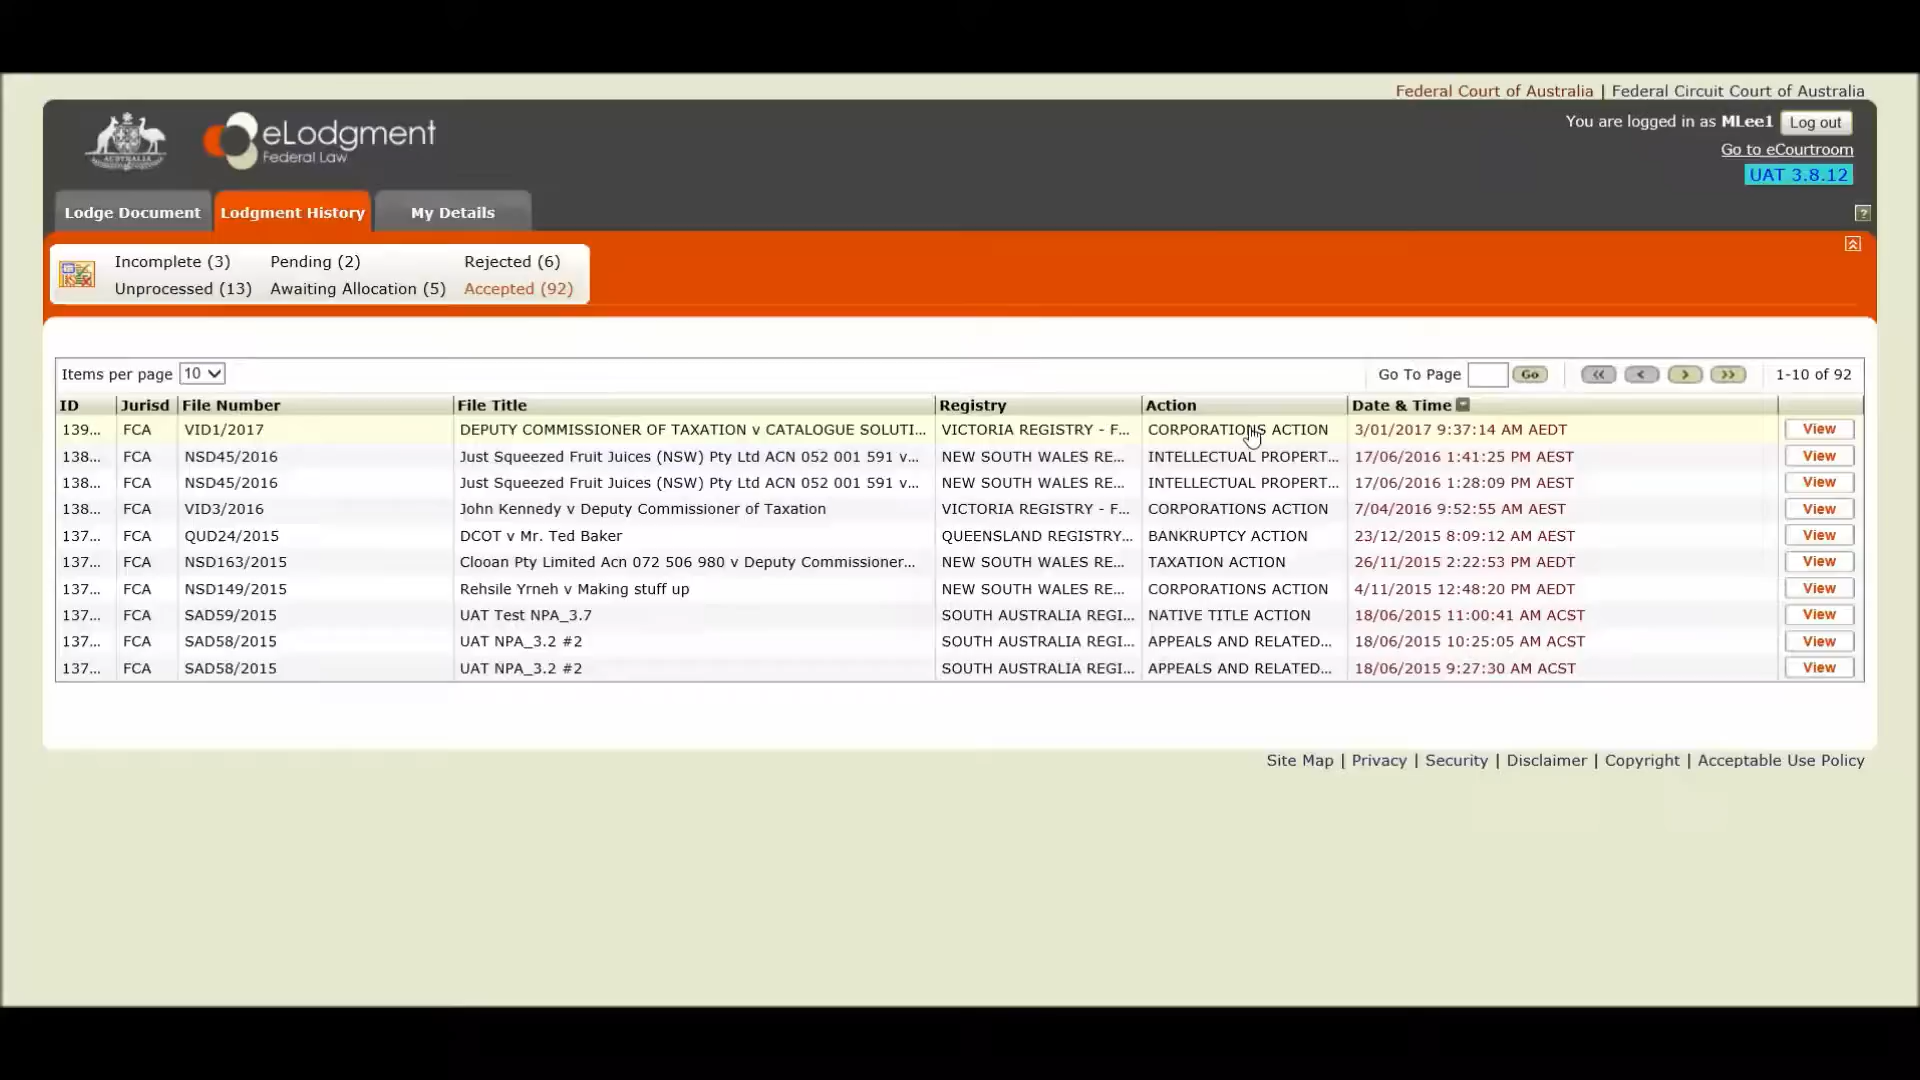 Federal Court of Australia | Federal Circuit Court of Australia
AUSTRALIA
eLodgment
Federal Law
You are logged in as MLee1 Log out
Go to eCourtroom
UAT 3.8.12
Lodge Document Lodgment History My Details ?
Incomplete (3) Pending (2) Rejected (6)
Unprocessed (13) Awaiting Allocation (5) Accepted (92)
Items per page 10 Go To Page Go << < > >> 1-10 of 92
ID Jurisd File Number File Title Registry Action Date & Time
139... FCA VID1/2017 DEPUTY COMMISSIONER OF TAXATION v CATALOGUE SOLUTI... VICTORIA REGISTRY - F... CORPORATIONS ACTION 3/01/2017 9:37:14 AM AEDT View
138... FCA NSD45/2016 Just Squeezed Fruit Juices (NSW) Pty Ltd ACN 052 001 591 v... NEW SOUTH WALES RE... INTELLECTUAL PROPERT... 17/06/2016 1:41:25 PM AEST View
138... FCA NSD45/2016 Just Squeezed Fruit Juices (NSW) Pty Ltd ACN 052 001 591 v... NEW SOUTH WALES RE... INTELLECTUAL PROPERT... 17/06/2016 1:28:09 PM AEST View
138... FCA VID3/2016 John Kennedy v Deputy Commissioner of Taxation VICTORIA REGISTRY - F... CORPORATIONS ACTION 7/04/2016 9:52:55 AM AEST View
137... FCA QUD24/2015 DCOT v Mr. Ted Baker QUEENSLAND REGISTRY... BANKRUPTCY ACTION 23/12/2015 8:09:12 AM AEST View
137... FCA NSD163/2015 Clooan Pty Limited Acn 072 506 980 v Deputy Commissioner... NEW SOUTH WALES RE... TAXATION ACTION 26/11/2015 2:22:53 PM AEDT View
137... FCA NSD149/2015 Rehsile Yrneh v Making stuff up NEW SOUTH WALES RE... CORPORATIONS ACTION 4/11/2015 12:48:20 PM AEDT View
137... FCA SAD59/2015 UAT Test NPA_3.7 SOUTH AUSTRALIA REGI... NATIVE TITLE ACTION 18/06/2015 11:00:41 AM ACST View
137... FCA SAD58/2015 UAT NPA_3.2 #2 SOUTH AUSTRALIA REGI... APPEALS AND RELATED... 18/06/2015 10:25:05 AM ACST View
137... FCA SAD58/2015 UAT NPA_3.2 #2 SOUTH AUSTRALIA REGI... APPEALS AND RELATED... 18/06/2015 9:27:30 AM ACST View
Site Map | Privacy | Security | Disclaimer | Copyright | Acceptable Use Policy